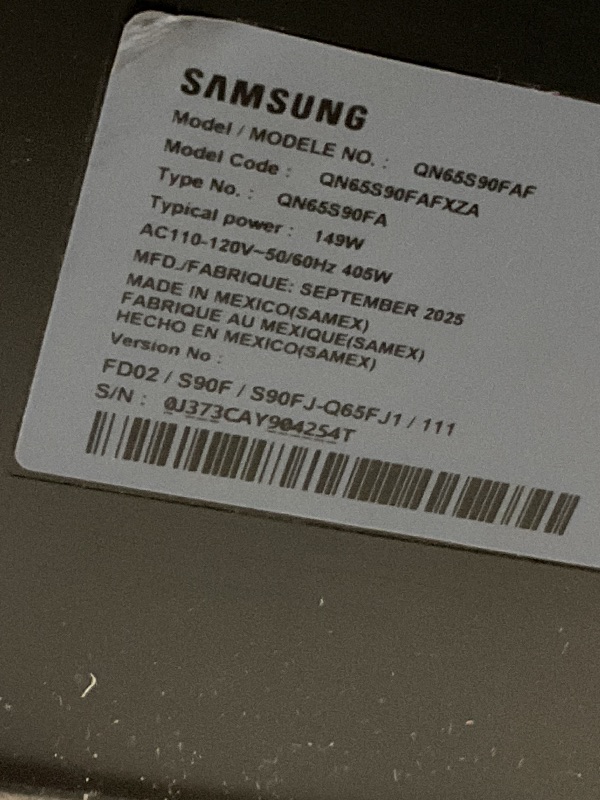 SAMSUNG
Model / MODELE NO. : QN65S90FAF
Model Code : QN65S90FAFXZA
Type No. : QN65S90FA
Typical power : 149W
AC110-120V~50/60Hz 405W
MFD./FABRIQUE: SEPTEMBER 2025
MADE IN MEXICO(SAMEX)
FABRIQUE AU MEXIQUE(SAMEX)
HECHO EN MEXICO(SAMEX)
Version No :
FD02 / S90F / S90FJ-Q65FJ1 / 111
S/N : 0J373CAY904254T